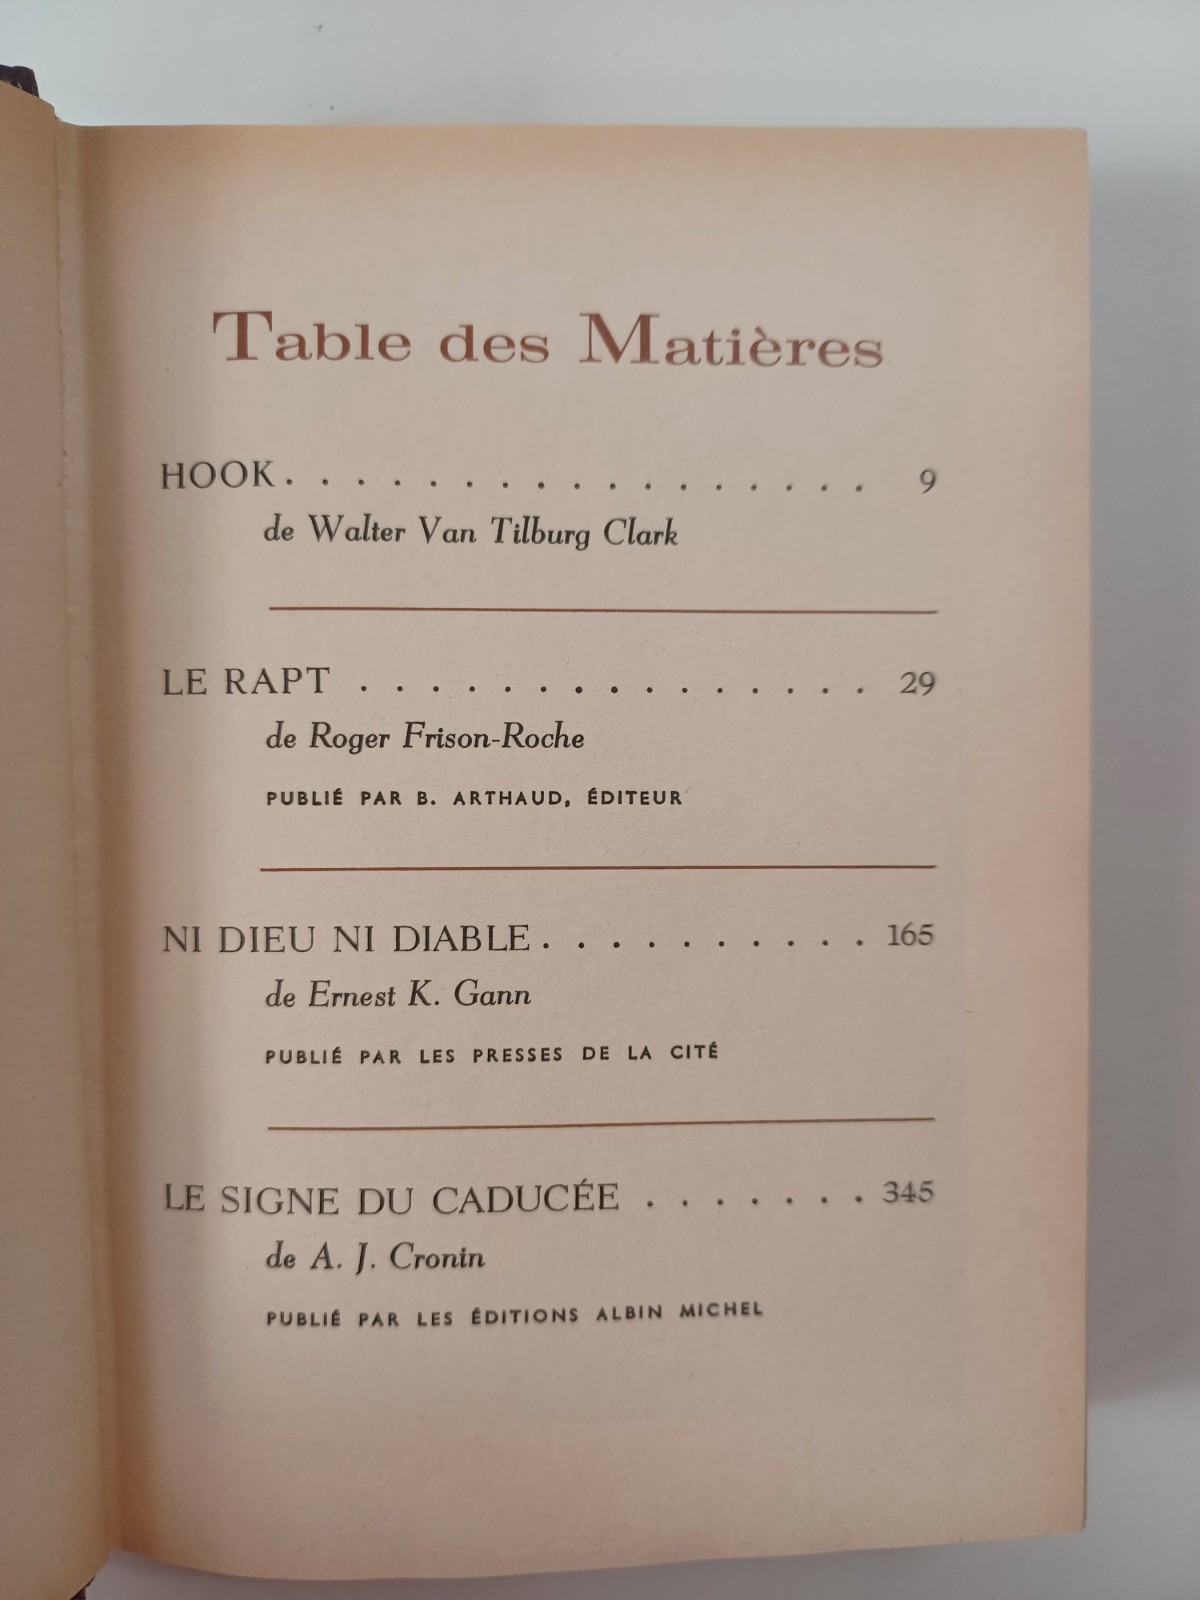 Table des Matières
HOOK. . . . . . . . . . . . . . . . . 9
de Walter Van Tilburg Clark
LE RAPT . . . . . . . . . . . . . . . 29
de Roger Frison-Roche
PUBLIÉ PAR B. ARTHAUD, ÉDITEUR
NI DIEU NI DIABLE. . . . . . . . . . 165
de Ernest K. Gann
PUBLIÉ PAR LES PRESSES DE LA CITÉ
LE SIGNE DU CADUCÉE . . . . . . . 345
de A. J. Cronin
PUBLIÉ PAR LES ÉDITIONS ALBIN MICHEL